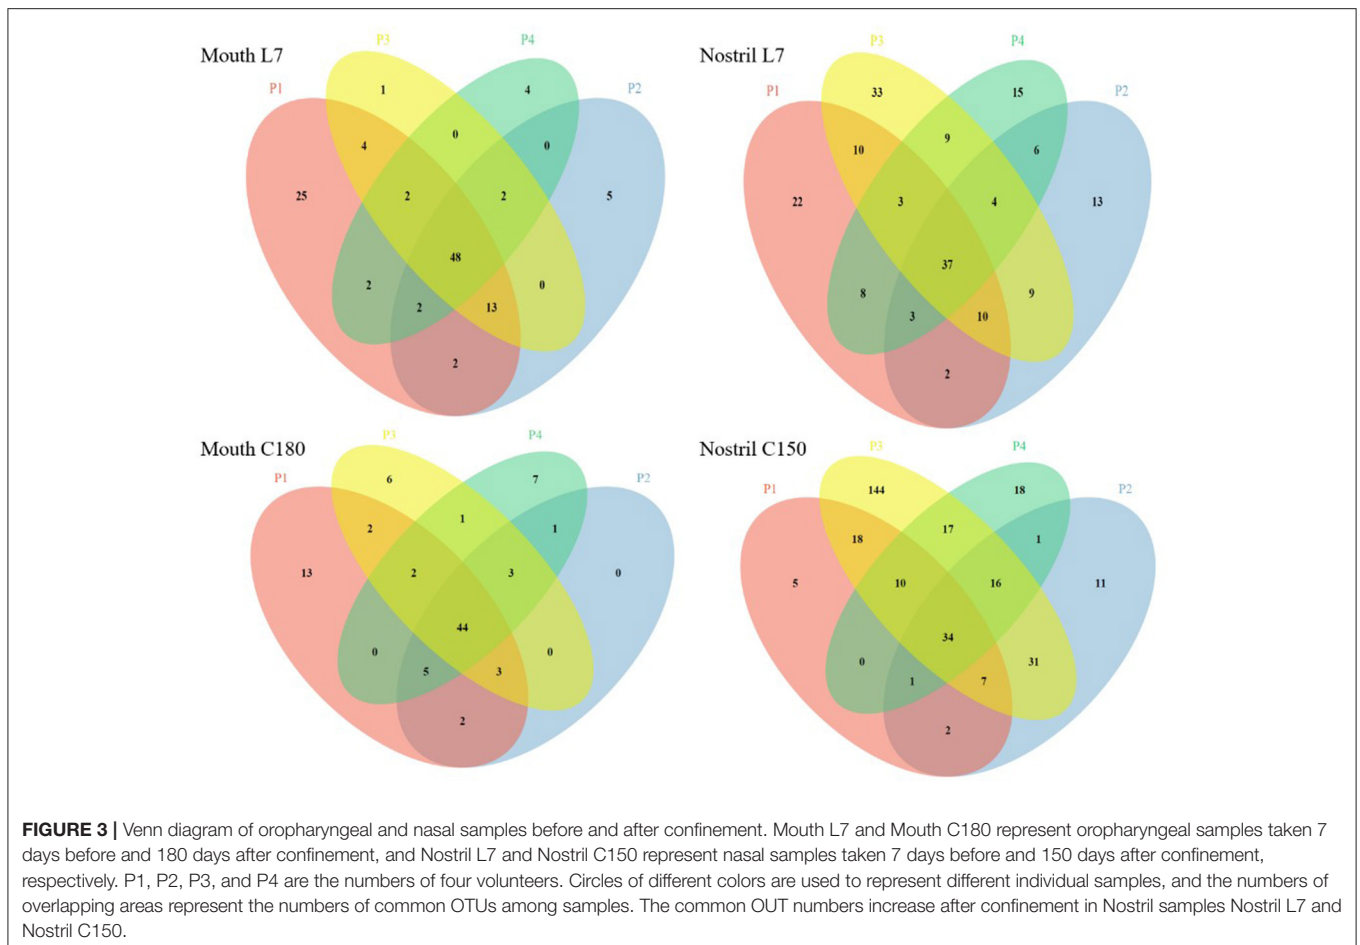 Mouth L7
P3
P4
P1
P2
1
4
4
0
0
25
2
2
5
48
2
2
13
0
2
Nostril L7
P3
P4
P1
P2
33
15
10
9
6
22
3
4
13
37
8
3
10
9
2
Mouth C180
P3
P4
P1
P2
6
7
2
1
1
13
2
3
0
44
0
5
3
0
2
Nostril C150
P3
P4
P1
P2
144
18
18
17
1
5
10
16
11
34
0
1
7
31
2
FIGURE 3 | Venn diagram of oropharyngeal and nasal samples before and after confinement. Mouth L7 and Mouth C180 represent oropharyngeal samples taken 7
days before and 180 days after confinement, and Nostril L7 and Nostril C150 represent nasal samples taken 7 days before and 150 days after confinement,
respectively. P1, P2, P3, and P4 are the numbers of four volunteers. Circles of different colors are used to represent different individual samples, and the numbers of
overlapping areas represent the numbers of common OTUs among samples. The common OUT numbers increase after confinement in Nostril samples Nostril L7 and
Nostril C150.